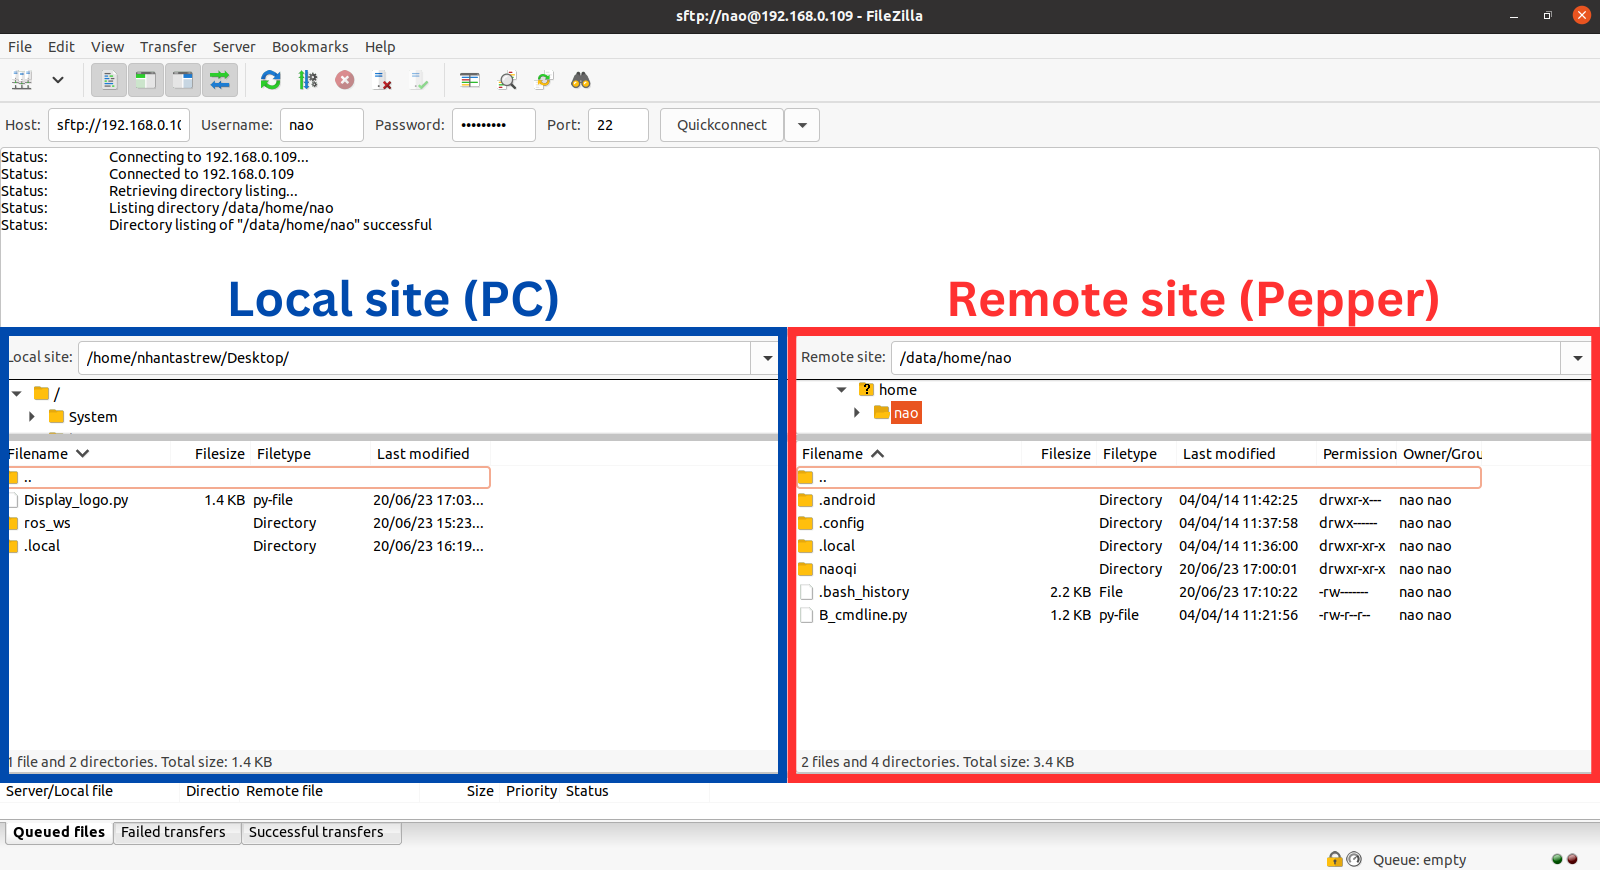 sftp://nao@192.168.0.109 - FileZilla
File Edit View Transfer Server Bookmarks Help
Host: sftp://192.168.0.10 Username: nao Password: ••••••••• Port: 22 Quickconnect
Status: Connecting to 192.168.0.109...
Status: Connected to 192.168.0.109
Status: Retrieving directory listing...
Status: Listing directory /data/home/nao
Status: Directory listing of "/data/home/nao" successful
Local site (PC)
Local site: /home/nhantastrew/Desktop/
/
System
Filename Filesize Filetype Last modified
..
Display_logo.py 1.4 KB py-file 20/06/23 17:03...
ros_ws Directory 20/06/23 15:23...
.local Directory 20/06/23 16:19...
1 file and 2 directories. Total size: 1.4 KB
Remote site (Pepper)
Remote site: /data/home/nao
? home
nao
Filename Filesize Filetype Last modified Permission Owner/Grou
..
.android Directory 04/04/14 11:42:25 drwxr-x--- nao nao
.config Directory 04/04/14 11:37:58 drwx------ nao nao
.local Directory 04/04/14 11:36:00 drwxr-xr-x nao nao
naoqi Directory 20/06/23 17:00:01 drwxr-xr-x nao nao
.bash_history 2.2 KB File 20/06/23 17:10:22 -rw------- nao nao
B_cmdline.py 1.2 KB py-file 04/04/14 11:21:56 -rw-r--r-- nao nao
2 files and 4 directories. Total size: 3.4 KB
Server/Local file Directio Remote file Size Priority Status
Queued files Failed transfers Successful transfers
Queue: empty